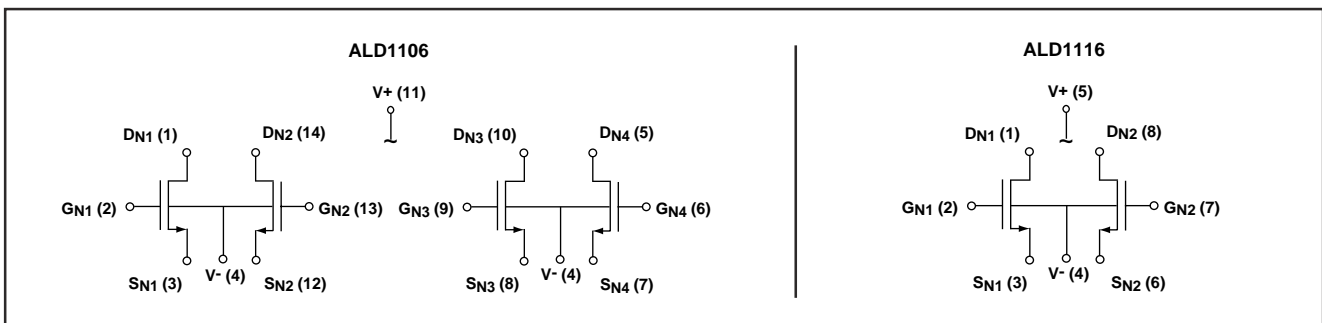 ALD1106
V+ (11)
DN1 (1)
DN2 (14)
~
DN3 (10)
DN4 (5)
GN1 (2)
GN2 (13)
GN3 (9)
GN4 (6)
SN1 (3)
V- (4)
SN2 (12)
SN3 (8)
V- (4)
SN4 (7)
ALD1116
V+ (5)
DN1 (1)
~
DN2 (8)
GN1 (2)
GN2 (7)
SN1 (3)
V- (4)
SN2 (6)